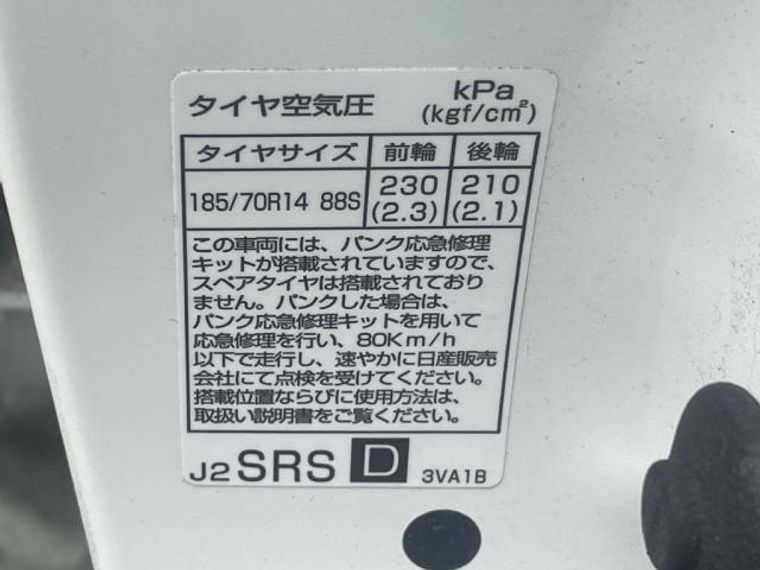 タイヤ空気圧 kPa
(kgf/cm²)
タイヤサイズ 前輪 後輪
185/70R14 88S 230 210
(2.3) (2.1)
この車両には、パンク応急修理
キットが搭載されていますので、
スペアタイヤは搭載されており
ません。パンクした場合は、
パンク応急修理キットを用いて
応急修理を行い、80Km/h
以下で走行し、速やかに日産販売
会社にて点検を受けてください。
搭載位置ならびに使用方法は、
取扱い説明書をご覧ください。
J2 SRS D 3VA1B